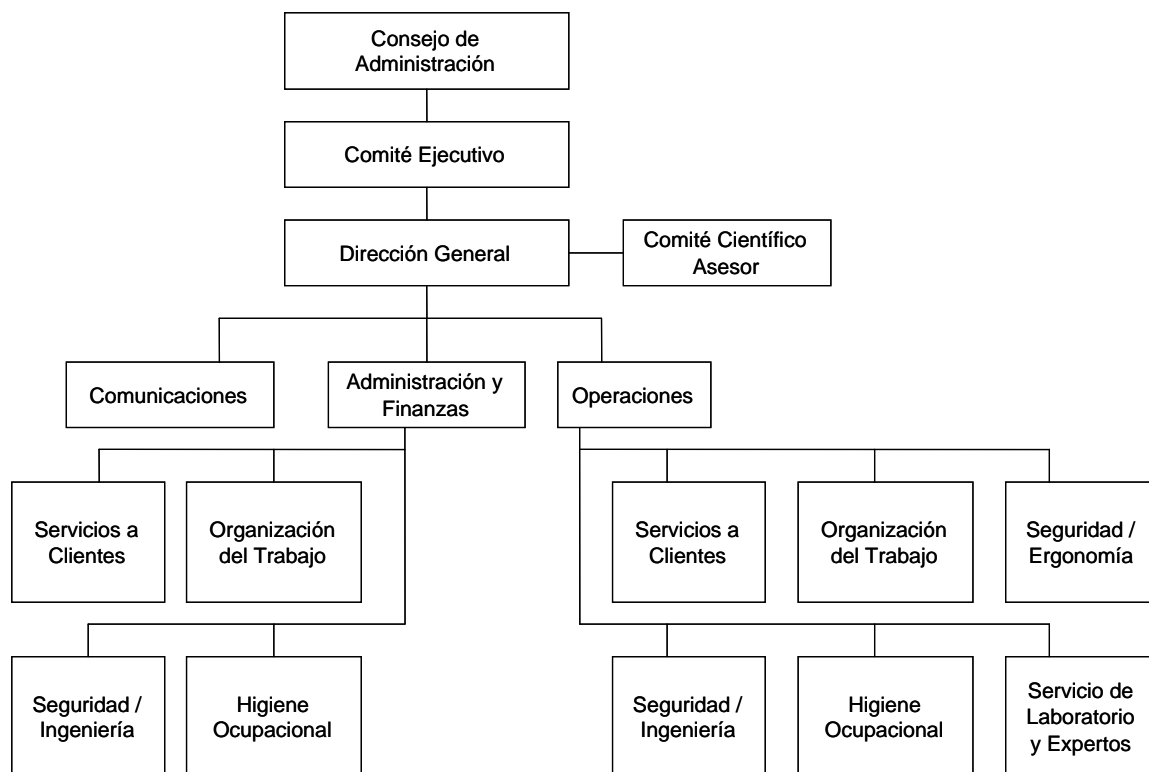 Consejo de
Administración
Comité Ejecutivo
Dirección General
Comité Científico
Asesor
Comunicaciones
Administración y
Finanzas
Operaciones
Servicios a
Clientes
Organización
del Trabajo
Servicios a
Clientes
Organización
del Trabajo
Seguridad /
Ergonomía
Seguridad /
Ingeniería
Higiene
Ocupacional
Seguridad /
Ingeniería
Higiene
Ocupacional
Servicio de
Laboratorio
y Expertos